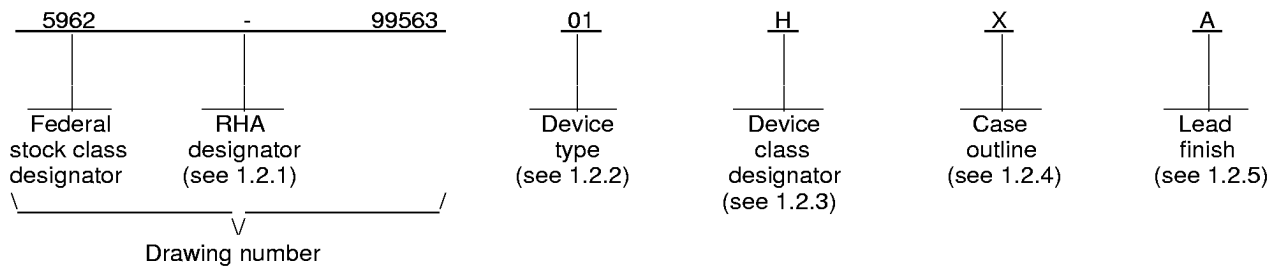 5962 - 99563 01 H X A
Federal stock class designator
RHA designator (see 1.2.1)
Device type (see 1.2.2)
Device class designator (see 1.2.3)
Case outline (see 1.2.4)
Lead finish (see 1.2.5)
Drawing number